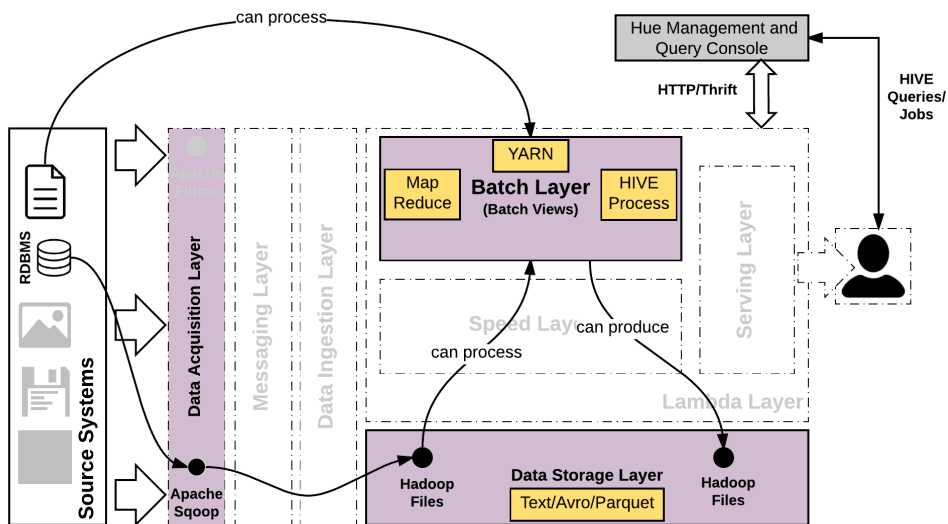 can process
Hue Management and
Query Console
HTTP/Thrift
HIVE
Queries/
Jobs
RDBMS
Source Systems
Apache
Flume
Data Acquisition Layer
Apache
Sqoop
Messaging Layer
Data Ingestion Layer
YARN
Map
Reduce
Batch Layer
(Batch Views)
HIVE
Process
Speed Layer
can produce
can process
Serving Layer
Lambda Layer
Hadoop
Files
Data Storage Layer
Text/Avro/Parquet
Hadoop
Files